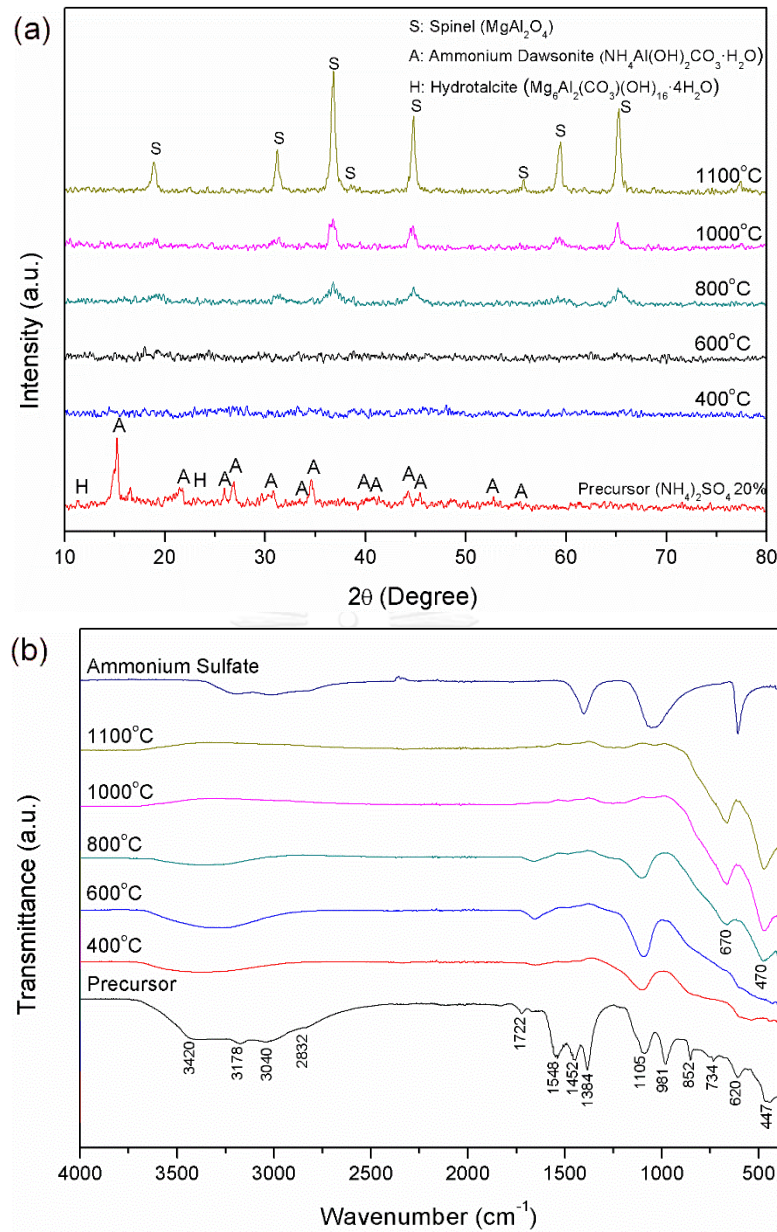 (a)
S: Spinel (MgAl₂O₄)
A: Ammonium Dawsonite (NH₄Al(OH)₂CO₃·H₂O)
H: Hydrotalcite (Mg₆Al₂(CO₃)(OH)₁₆·4H₂O)
S
S
S
S
S
S
S
S
1100°C
1000°C
800°C
600°C
400°C
H
A
A
H
A
A
A
A
A
A
A
A
A
A
A
Precursor (NH₄)₂SO₄ 20%
10 20 30 40 50 60 70 80
2θ (Degree)
Intensity (a.u.)
(b)
Ammonium Sulfate
1100°C
1000°C
800°C
600°C
400°C
Precursor
670
470
3420
3178
3040
2832
1722
1548
1452
1384
1105
981
852
734
620
447
4000 3500 3000 2500 2000 1500 1000 500
Wavenumber (cm⁻¹)
Transmittance (a.u.)